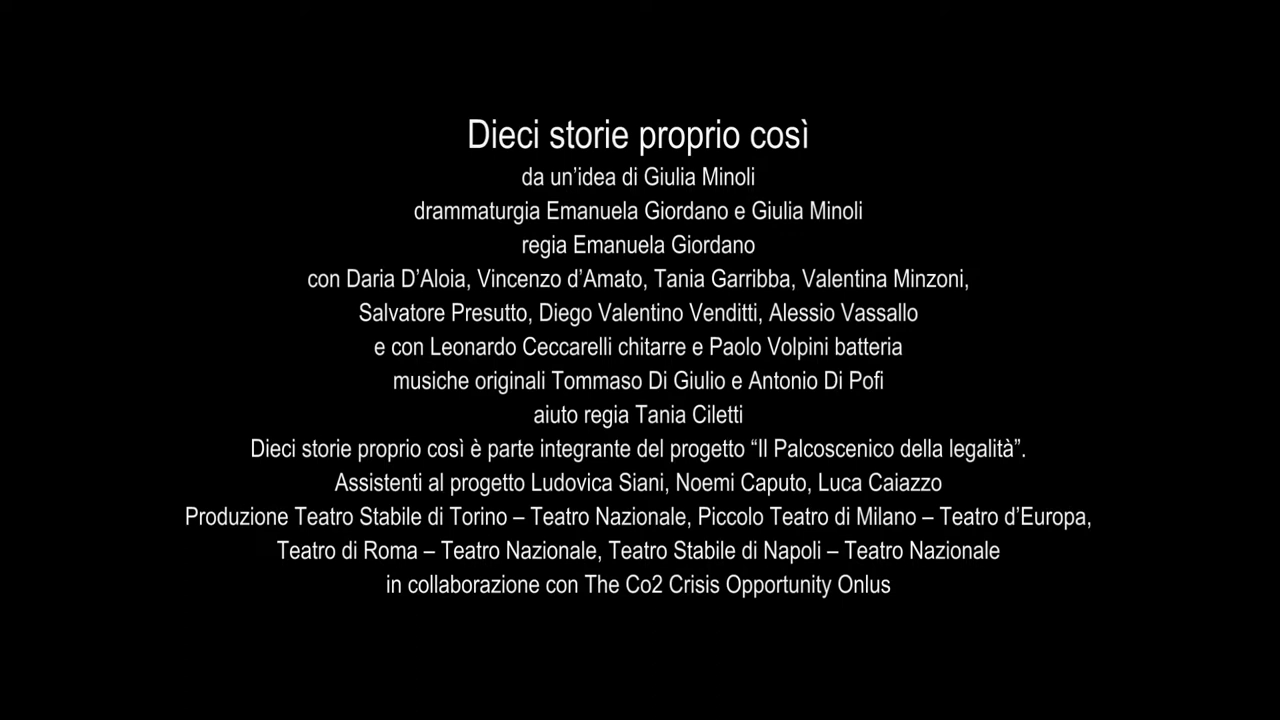 Dieci storie proprio così
da un’idea di Giulia Minoli
drammaturgia Emanuela Giordano e Giulia Minoli
regia Emanuela Giordano
con Daria D’Aloia, Vincenzo d’Amato, Tania Garribba, Valentina Minzoni,
Salvatore Presutto, Diego Valentino Venditti, Alessio Vassallo
e con Leonardo Ceccarelli chitarre e Paolo Volpini batteria
musiche originali Tommaso Di Giulio e Antonio Di Pofi
aiuto regia Tania Ciletti
Dieci storie proprio così è parte integrante del progetto “Il Palcoscenico della legalità”.
Assistenti al progetto Ludovica Siani, Noemi Caputo, Luca Caiazzo
Produzione Teatro Stabile di Torino – Teatro Nazionale, Piccolo Teatro di Milano – Teatro d’Europa,
Teatro di Roma – Teatro Nazionale, Teatro Stabile di Napoli – Teatro Nazionale
in collaborazione con The Co2 Crisis Opportunity Onlus